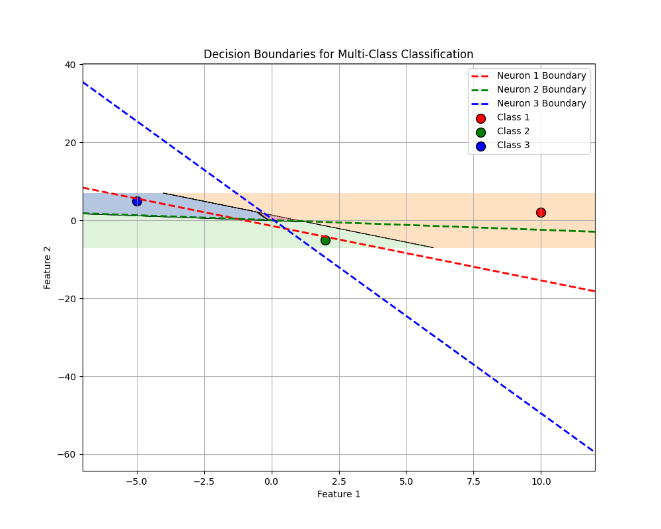 Decision Boundaries for Multi-Class Classification
40
20
0
−20
−40
−60
Feature 2
Neuron 1 Boundary
Neuron 2 Boundary
Neuron 3 Boundary
Class 1
Class 2
Class 3
−5.0 −2.5 0.0 2.5 5.0 7.5 10.0
Feature 1